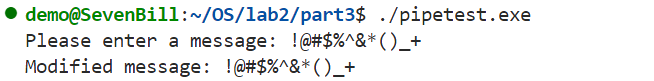 demo@SevenBill:~/OS/lab2/part3$ ./pipetest.exe
Please enter a message: !@#$%^&*()_+
Modified message: !@#$%^&*()_+